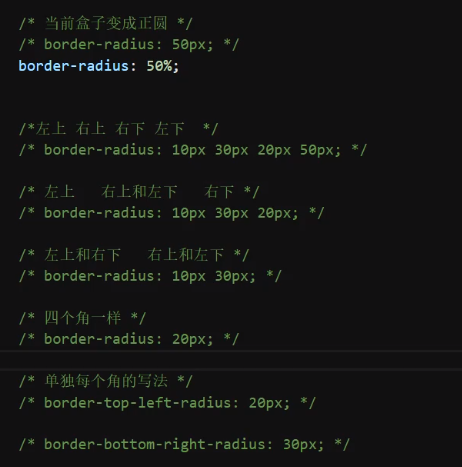 /* 当前盒子变成正圆 */
/* border-radius: 50px; */
border-radius: 50%;
/*左上 右上 右下 左下  */
/* border-radius: 10px 30px 20px 50px; */
/* 左上   右上和左下   右下 */
/* border-radius: 10px 30px 20px; */
/* 左上和右下   右上和左下 */
/* border-radius: 10px 30px; */
/* 四个角一样 */
/* border-radius: 20px; */
/* 单独每个角的写法 */
/* border-top-left-radius: 20px; */
/* border-bottom-right-radius: 30px; */